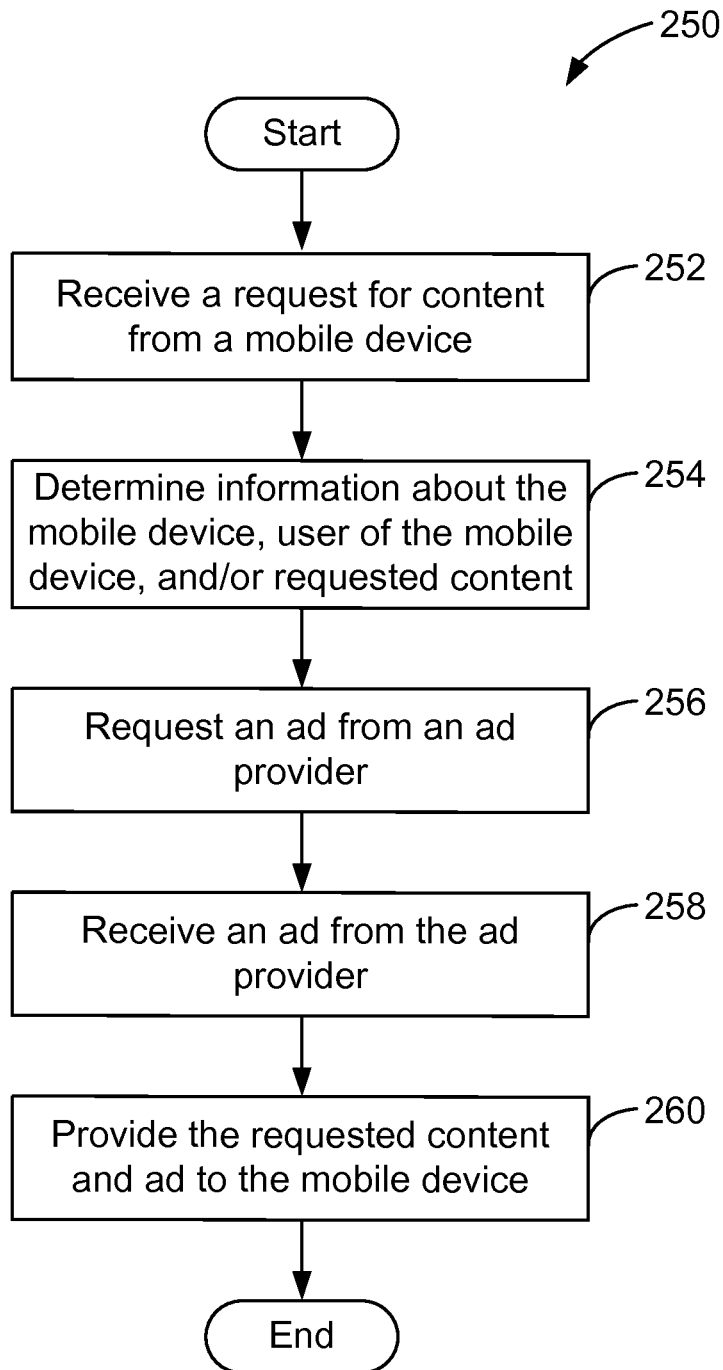 250
Start
252
Receive a request for content
from a mobile device
254
Determine information about the
mobile device, user of the mobile
device, and/or requested content
256
Request an ad from an ad
provider
258
Receive an ad from the ad
provider
260
Provide the requested content
and ad to the mobile device
End